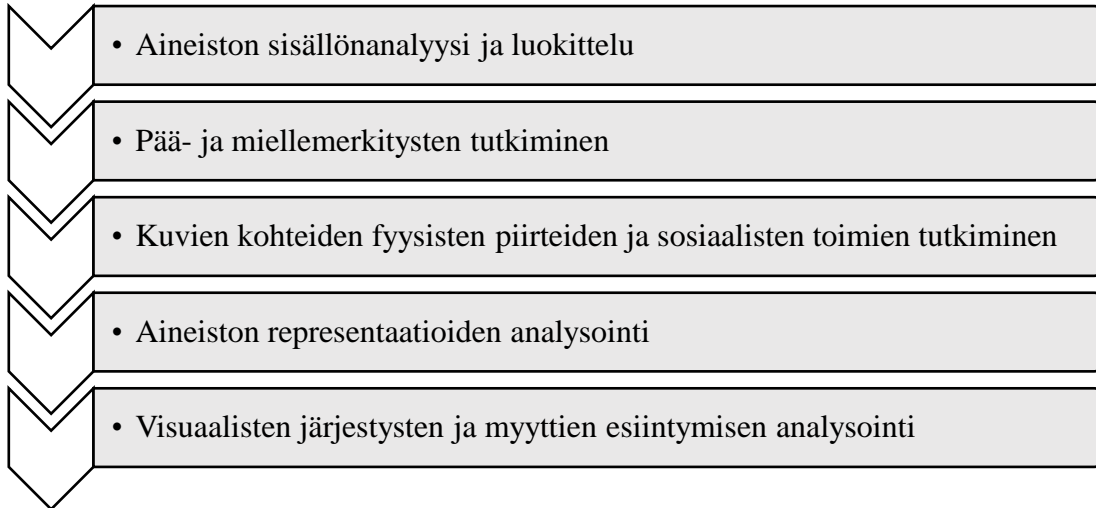 • Aineiston sisällönanalyysi ja luokittelu
• Pää- ja miellemerkitysten tutkiminen
• Kuvien kohteiden fyysisten piirteiden ja sosiaalisten toimien tutkiminen
• Aineiston representaatioiden analysointi
• Visuaalisten järjestysten ja myyttien esiintymisen analysointi